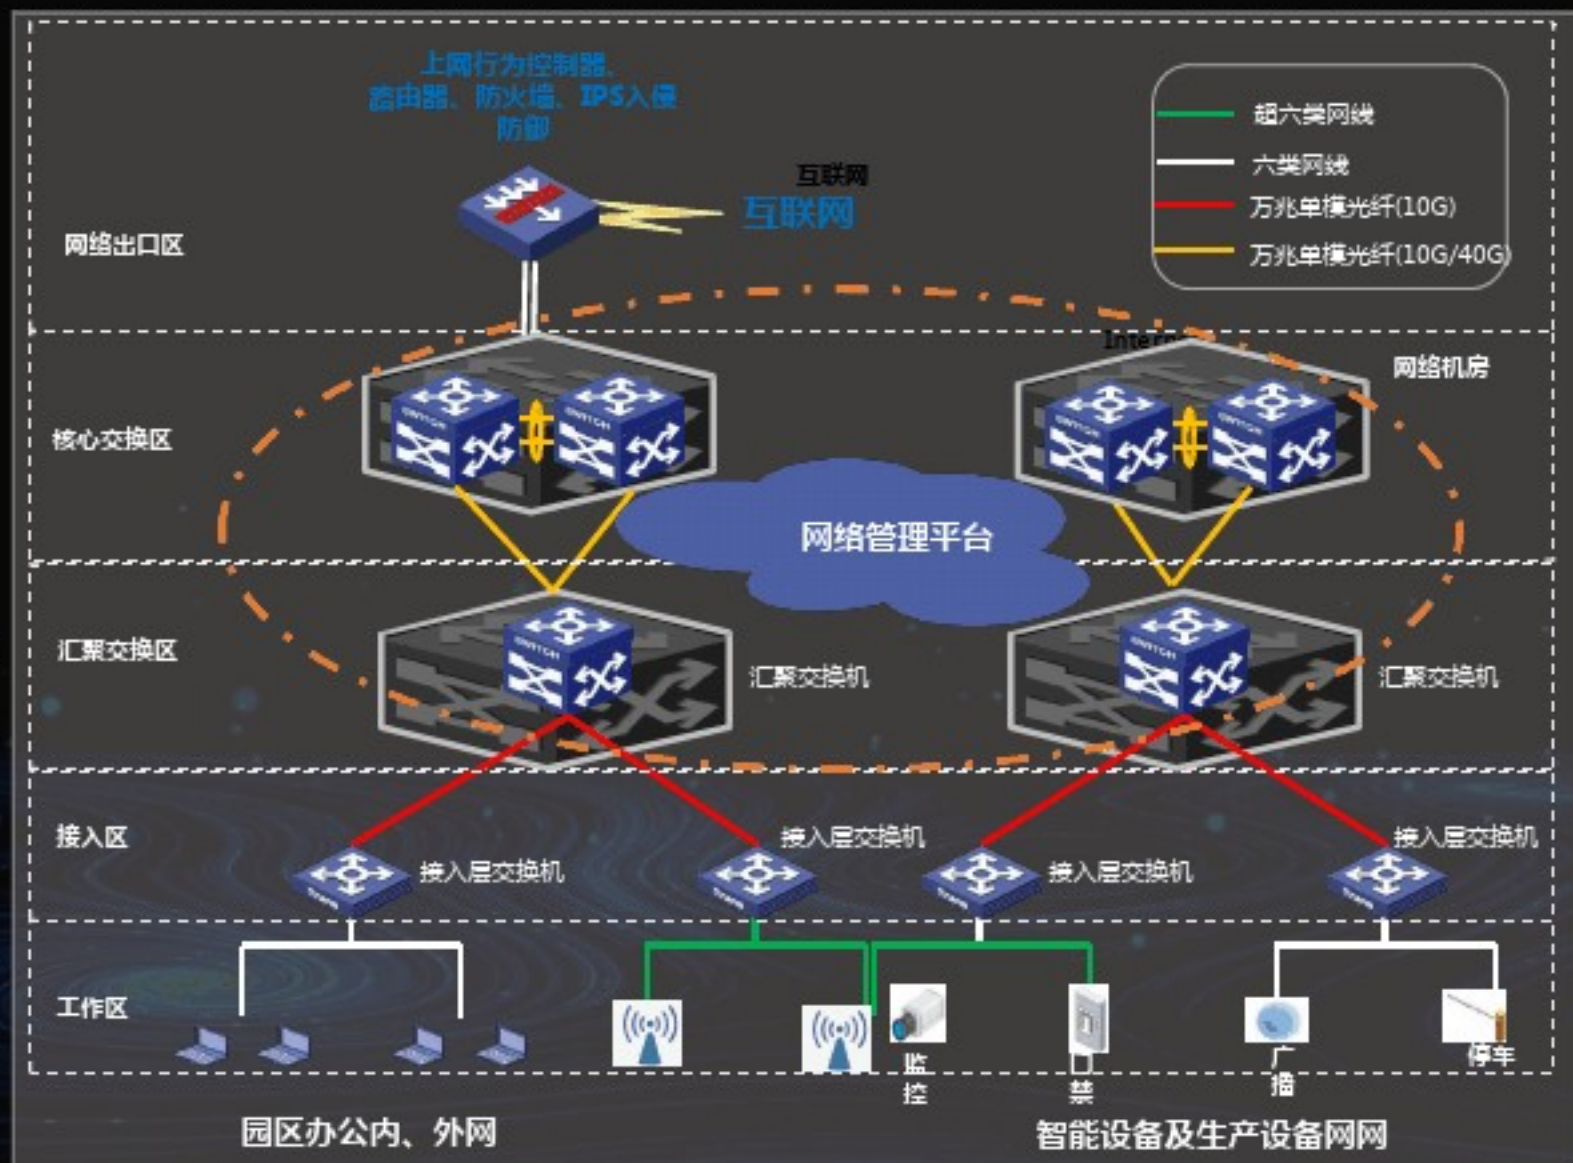 上网行为控制器、
路由器、防火墙、IPS入侵
防御
互联网
互联网
超六类网线
六类网线
万兆单模光纤(10G)
万兆单模光纤(10G/40G)
网络出口区
网络机房
核心交换区
SWITCH
SWITCH
SWITCH
SWITCH
网络管理平台
汇聚交换区
SWITCH
汇聚交换机
SWITCH
汇聚交换机
接入区
接入层交换机
接入层交换机
接入层交换机
接入层交换机
工作区
监
控
禁
广
播
停车
园区办公内、外网
智能设备及生产设备网网